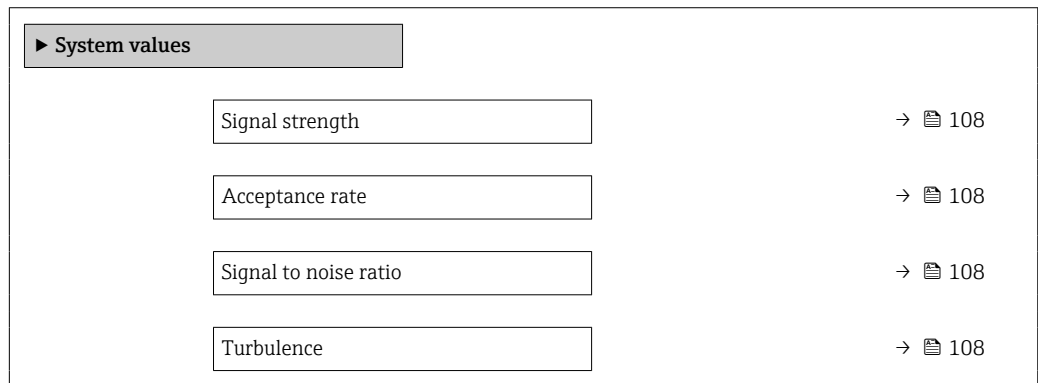 ▶ System values
Signal strength → 108
Acceptance rate → 108
Signal to noise ratio → 108
Turbulence → 108